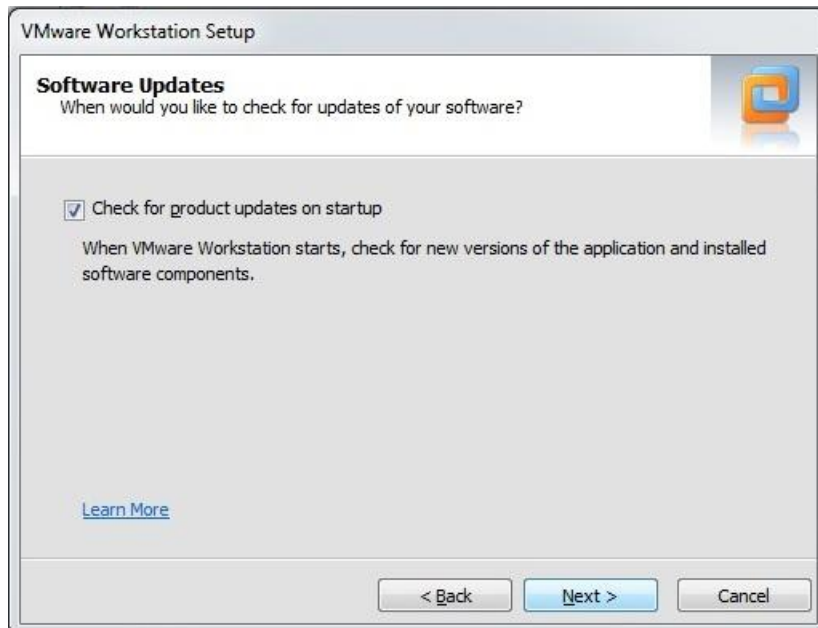 VMware Workstation Setup
Software Updates
When would you like to check for updates of your software?
Check for product updates on startup
When VMware Workstation starts, check for new versions of the application and installed
software components.
Learn More
< Back
Next >
Cancel